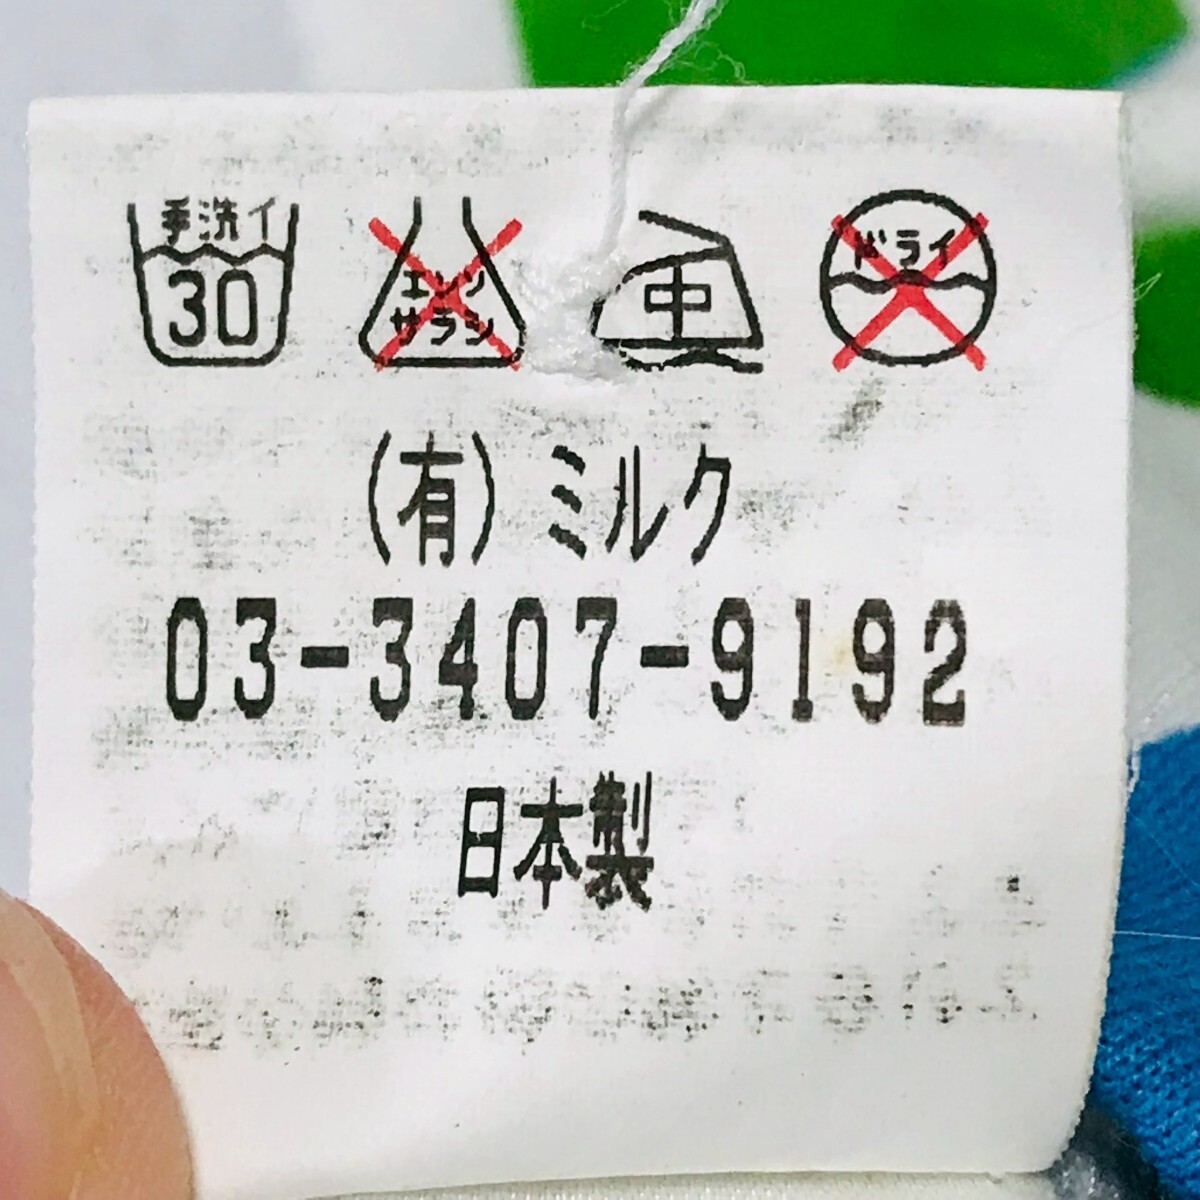 手洗イ 30
エンソ サラシ
中
ドライ
(有)ミルク
03-3407-9192
日本製